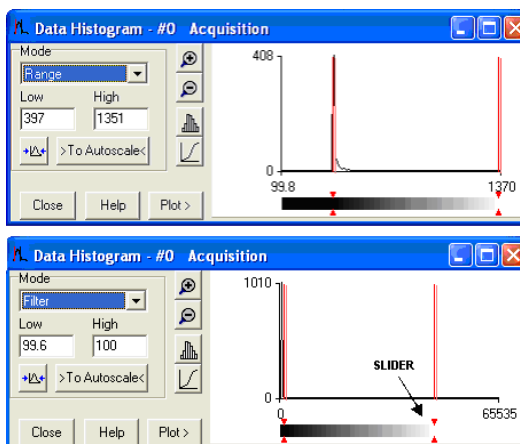 Data Histogram - #0 Acquisition
Mode
Range
Low High
397 1351
>To Autoscale<
Close Help Plot >
408
0
99.8 1370
Data Histogram - #0 Acquisition
Mode
Filter
Low High
99.6 100
>To Autoscale<
Close Help Plot >
1010
0
0 65535
SLIDER